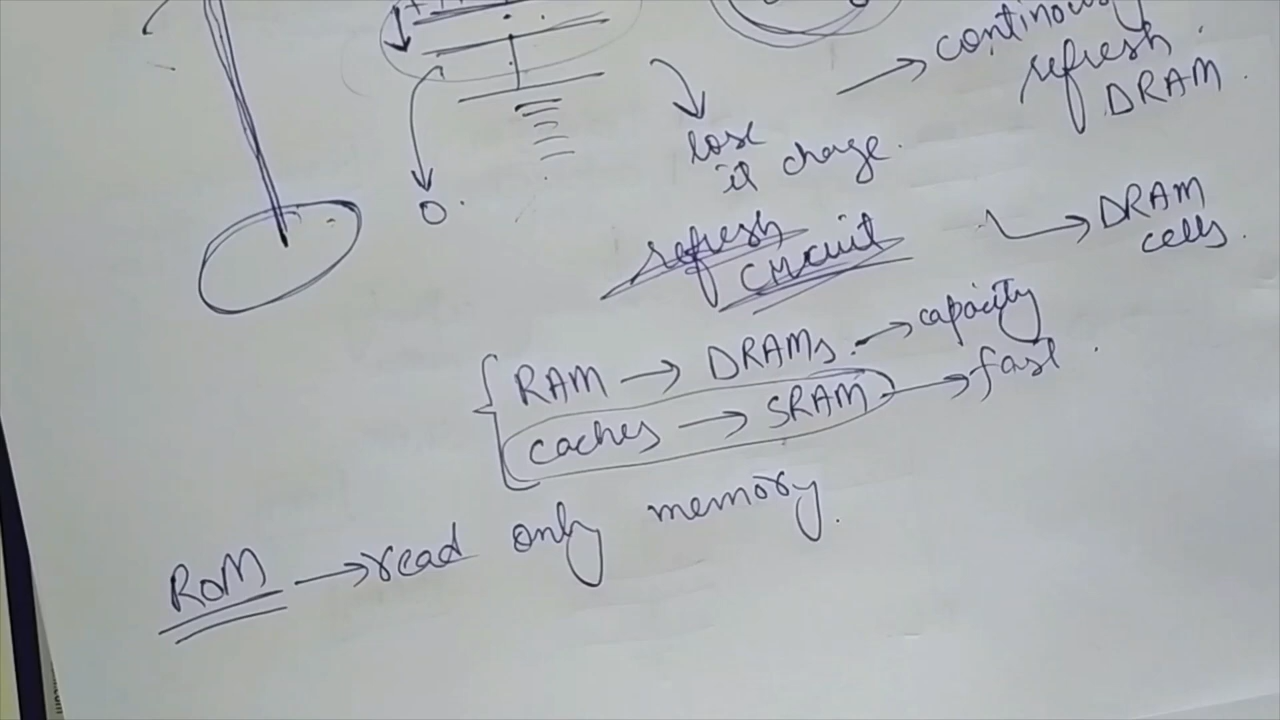 continously
refresh.
DRAM.
lose
it charge.
0.
refresh
circuit
DRAM
cells.
RAM → DRAMs. → capacity
caches → SRAM → fast.
ROM → read only memory.